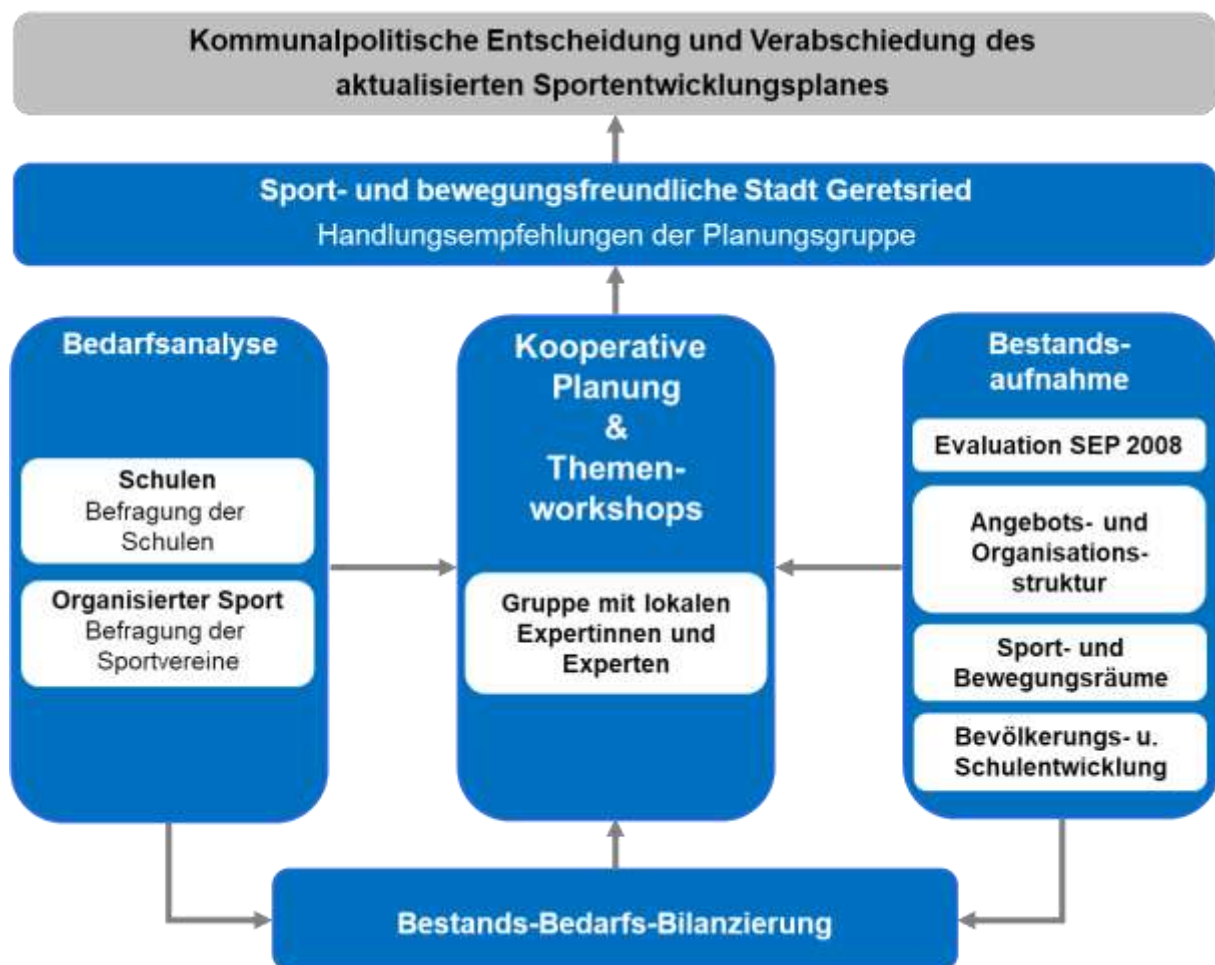 Kommunalpolitische Entscheidung und Verabschiedung des
aktualisierten Sportentwicklungsplanes
Sport- und bewegungsfreundliche Stadt Geretsried
Handlungsempfehlungen der Planungsgruppe
Bedarfsanalyse
Schulen
Befragung der
Schulen
Organisierter Sport
Befragung der
Sportvereine
Kooperative
Planung
&
Themen-
workshops
Gruppe mit lokalen
Expertinnen und
Experten
Bestands-
aufnahme
Evaluation SEP 2008
Angebots- und
Organisations-
struktur
Sport- und
Bewegungsräume
Bevölkerungs- u.
Schulentwicklung
Bestands-Bedarfs-Bilanzierung